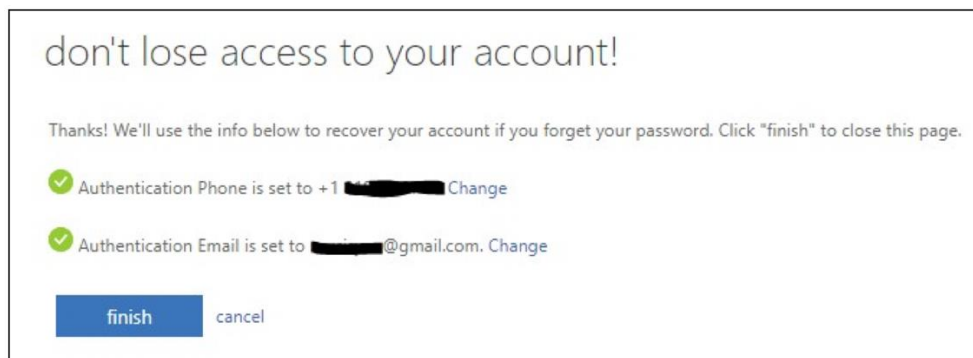 don't lose access to your account!
Thanks! We'll use the info below to recover your account if you forget your password. Click "finish" to close this page.
Authentication Phone is set to +1 Change
Authentication Email is set to @gmail.com. Change
finish cancel